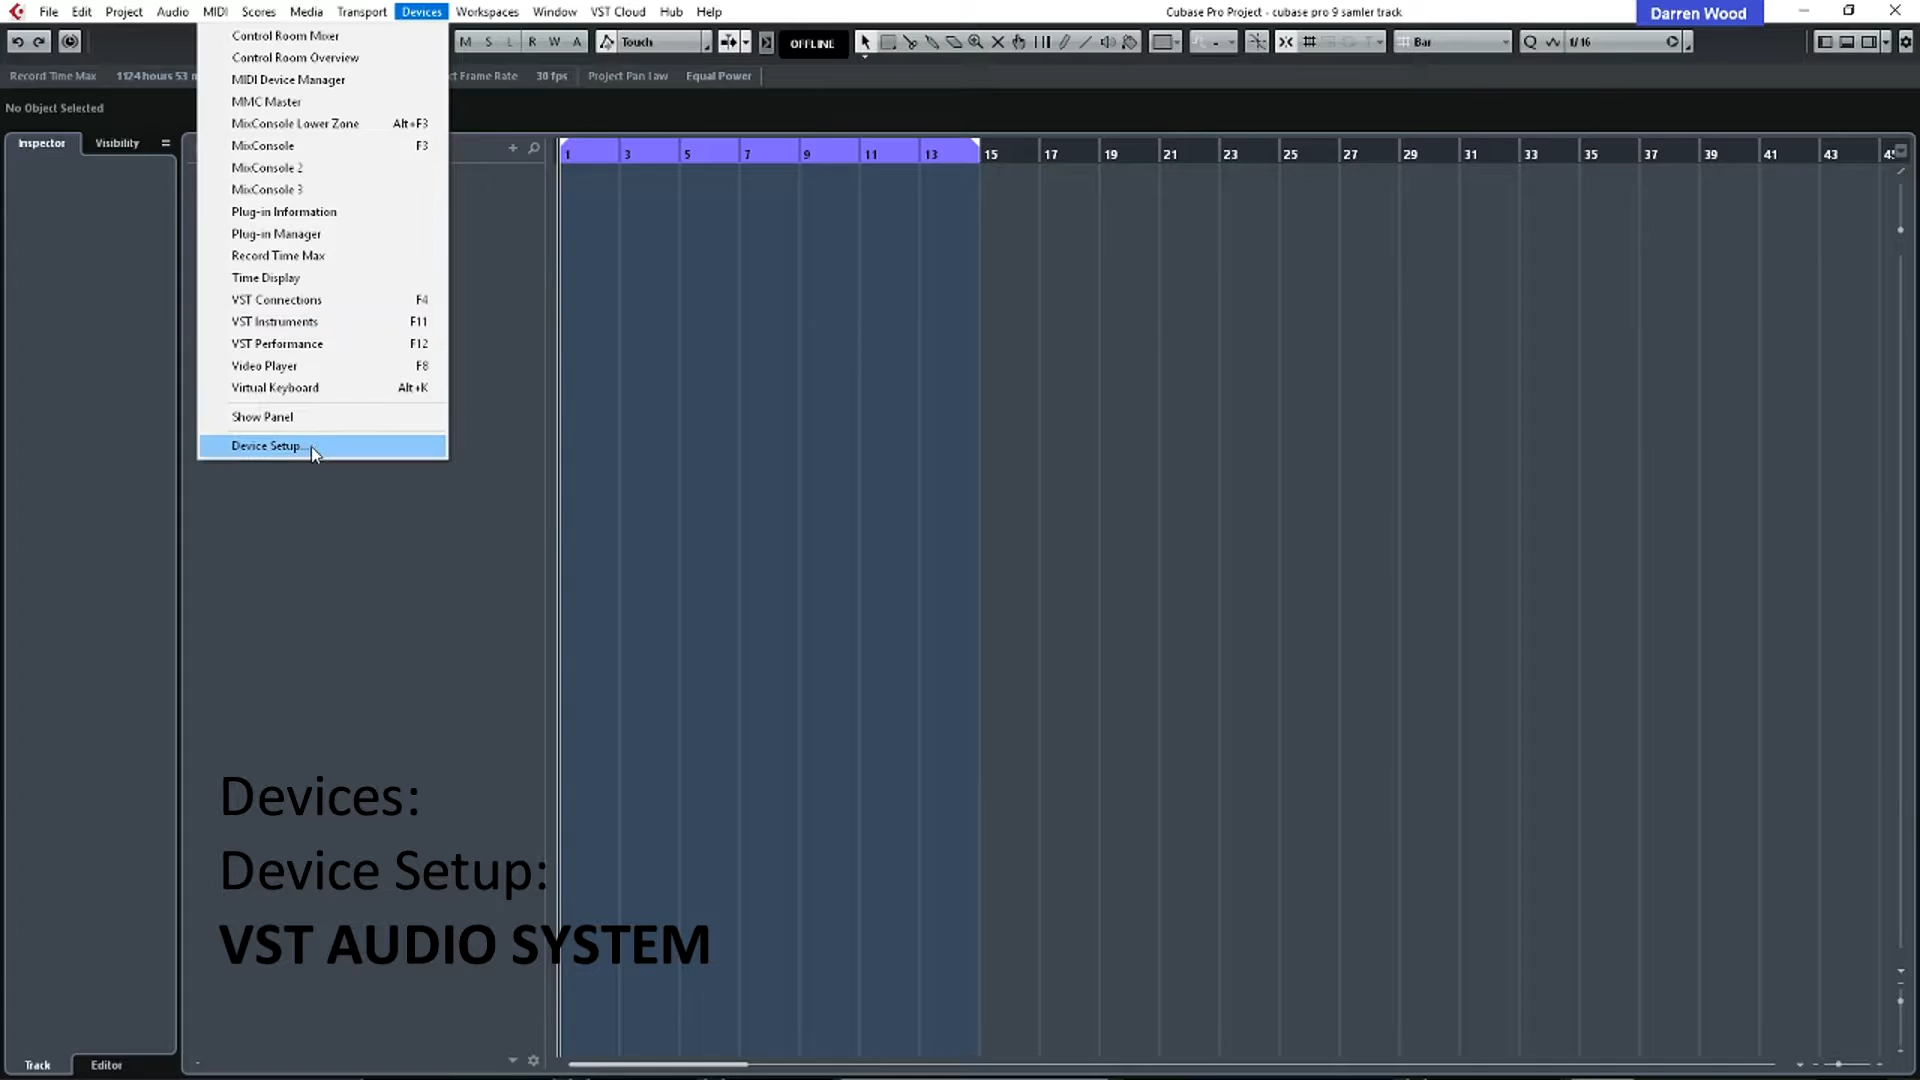 File Edit Project Audio MIDI Scores Media Transport Devices Workspaces Window VST Cloud Hub Help
Cubase Pro Project - cubase pro 9 samler track
Darren Wood
M S L R W A Touch OFFLINE Bar Q 1/16
Record Time Max 1124 hours 53 m
ct Frame Rate 30 fps Project Pan Law Equal Power
No Object Selected
Inspector Visibility
1 3 5 7 9 11 13 15 17 19 21 23 25 27 29 31 33 35 37 39 41 43
Control Room Mixer
Control Room Overview
MIDI Device Manager
MMC Master
MixConsole Lower Zone Alt+F3
MixConsole F3
MixConsole 2
MixConsole 3
Plug-in Information
Plug-in Manager
Record Time Max
Time Display
VST Connections F4
VST Instruments F11
VST Performance F12
Video Player F8
Virtual Keyboard Alt+K
Show Panel
Device Setup...
Devices:
Device Setup:
VST AUDIO SYSTEM
Track Editor